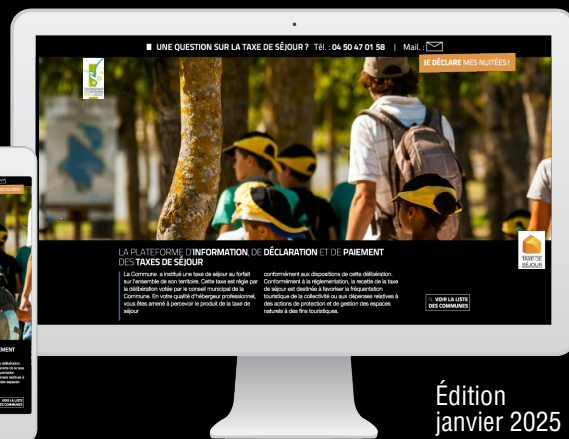 UNE QUESTION SUR LA TAXE DE SÉJOUR ? Tél. : 04 50 47 01 58 | Mail. :
JE DÉCLARE MES NUITÉES !
LA PLATEFORME D'INFORMATION, DE DÉCLARATION ET DE PAIEMENT
DES TAXES DE SÉJOUR
La Commune a institué une taxe de séjour au forfait
sur l'ensemble de son territoire. Cette taxe est régie par
la délibération votée par le conseil municipal de la
Commune. En votre qualité d'hébergeur professionnel,
vous êtes amené à percevoir le produit de la taxe de
séjour
conformément aux dispositions de cette délibération.
Conformément à la réglementation, la recette de la taxe
de séjour est destinée à favoriser la fréquentation
touristique de la collectivité ou aux dépenses relatives à
des actions de protection et de gestion des espaces
naturels à des fins touristiques.
TAXE DE
SÉJOUR
VOIR LA LISTE
DES COMMUNES
EMENT
VOIR LA LISTE
DES COMMUNES
Édition
janvier 2025